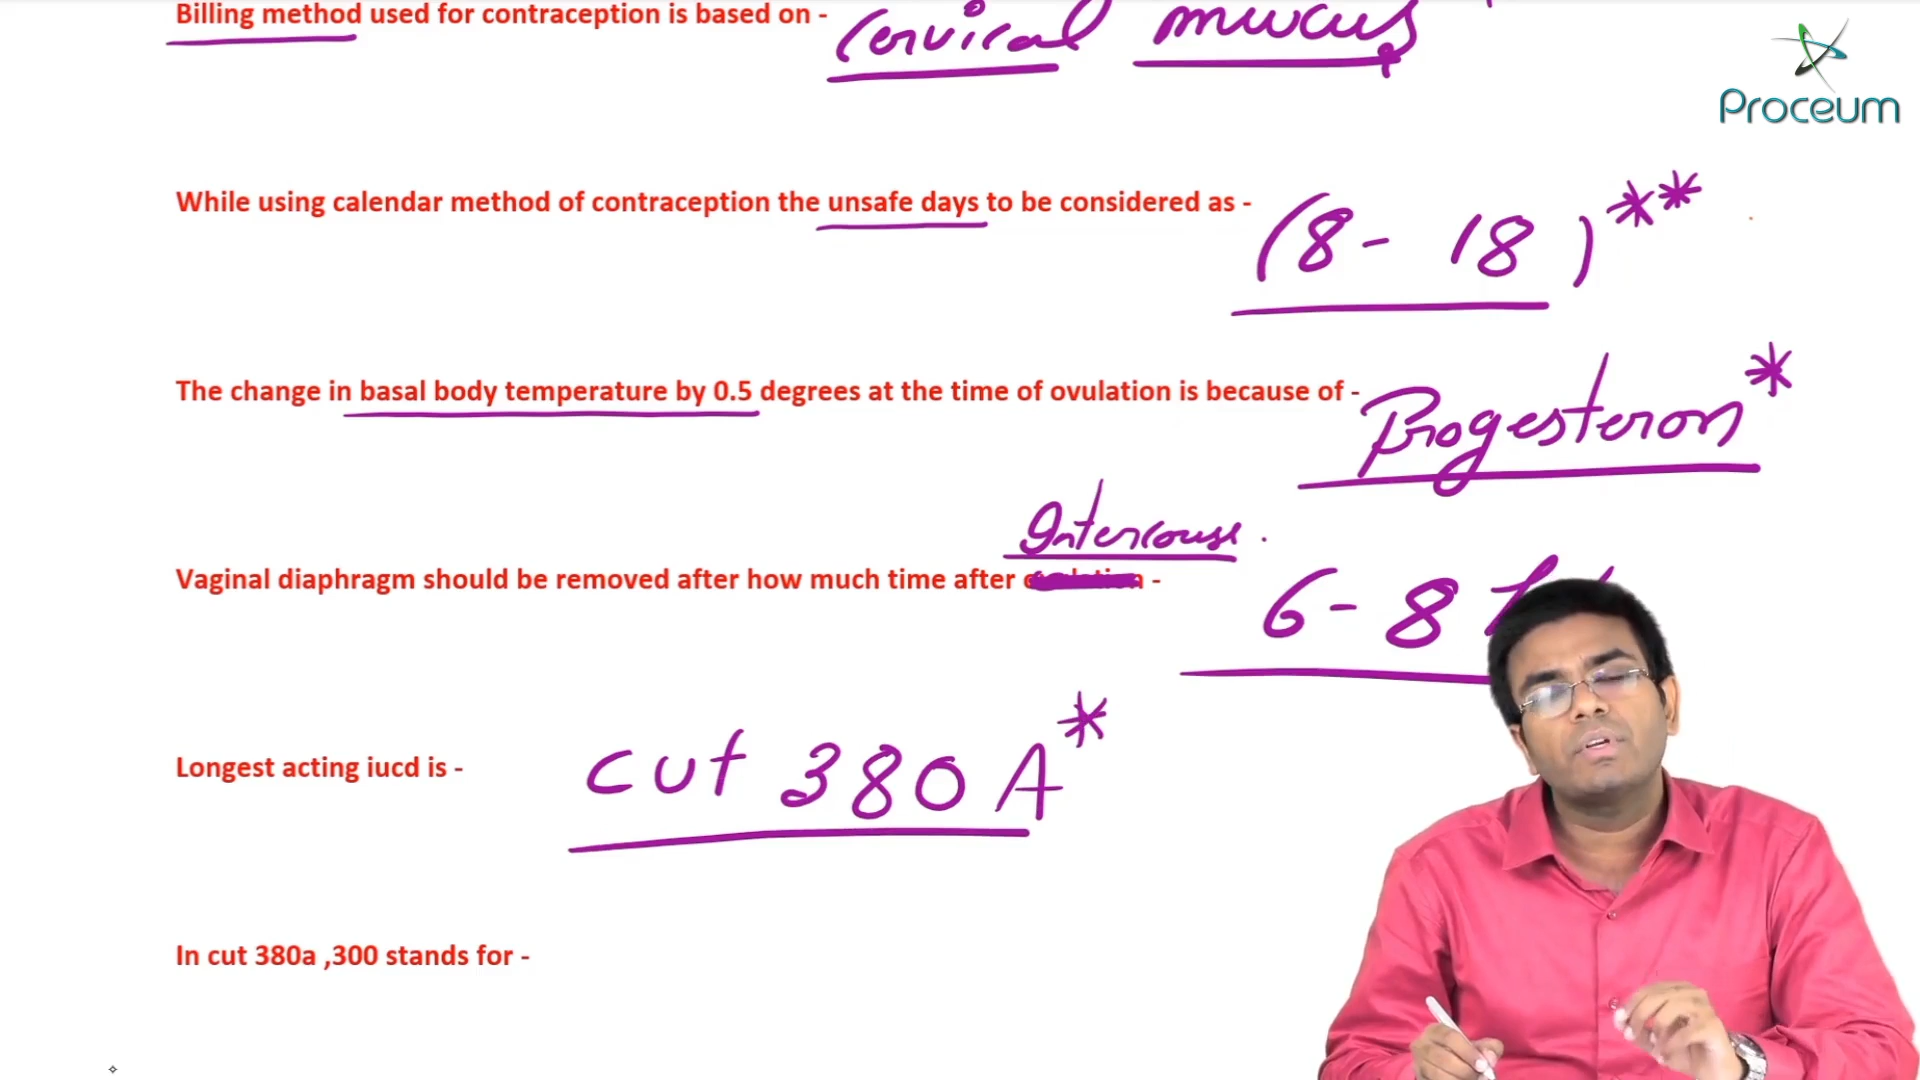 Billing method used for contraception is based on - Cervical mucus
Proceum
While using calendar method of contraception the unsafe days to be considered as - (8 - 18) **
The change in basal body temperature by 0.5 degrees at the time of ovulation is because of - Progesteron *
Intercouse .
Vaginal diaphragm should be removed after how much time after - 6 - 8
Longest acting iucd is - cut 380 A *
In cut 380a ,300 stands for -